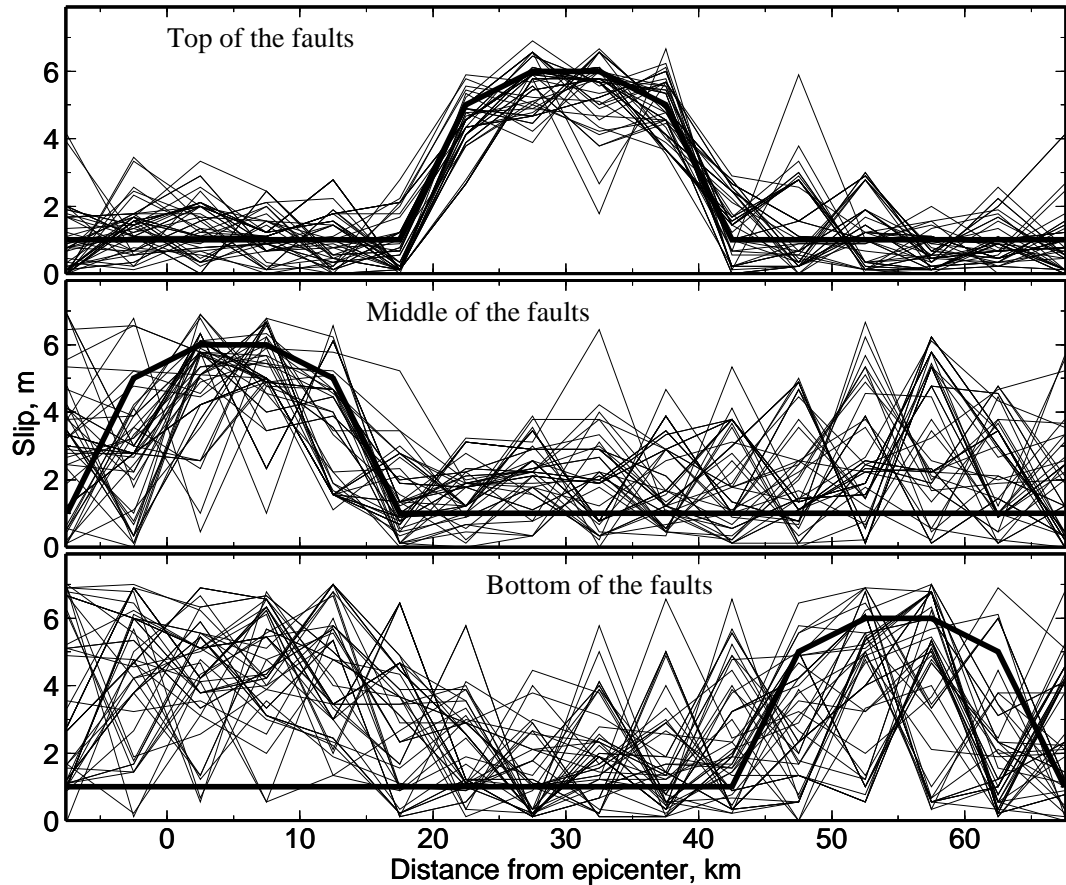 Top of the faults
6
4
2
0
Middle of the faults
6
4
2
0
Slip, m
Bottom of the faults
6
4
2
0
0 10 20 30 40 50 60
Distance from epicenter, km